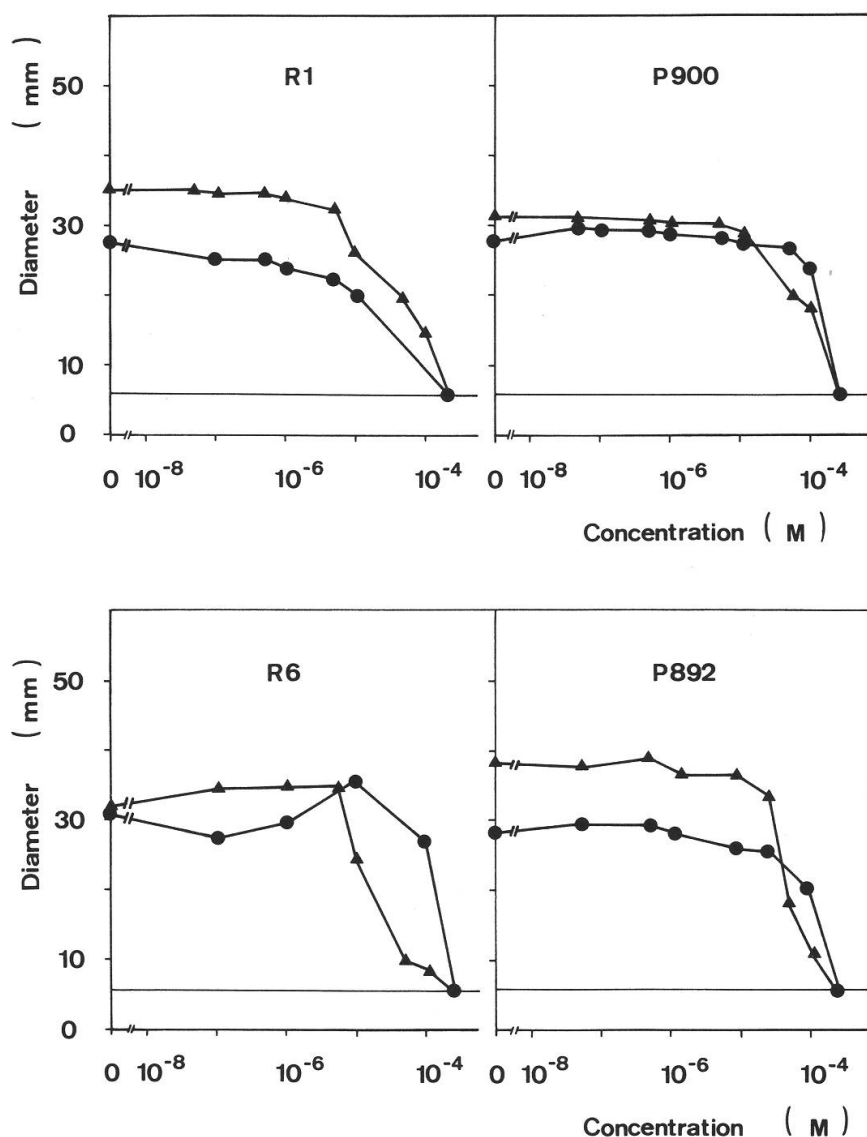 R1 P900
Diameter ( mm )
50
30
10
0
0 10⁻⁸ 10⁻⁶ 10⁻⁴ 0 10⁻⁸ 10⁻⁶ 10⁻⁴
Concentration ( M )
R6 P892
Diameter ( mm )
50
30
10
0
0 10⁻⁸ 10⁻⁶ 10⁻⁴ 0 10⁻⁸ 10⁻⁶ 10⁻⁴
Concentration ( M )